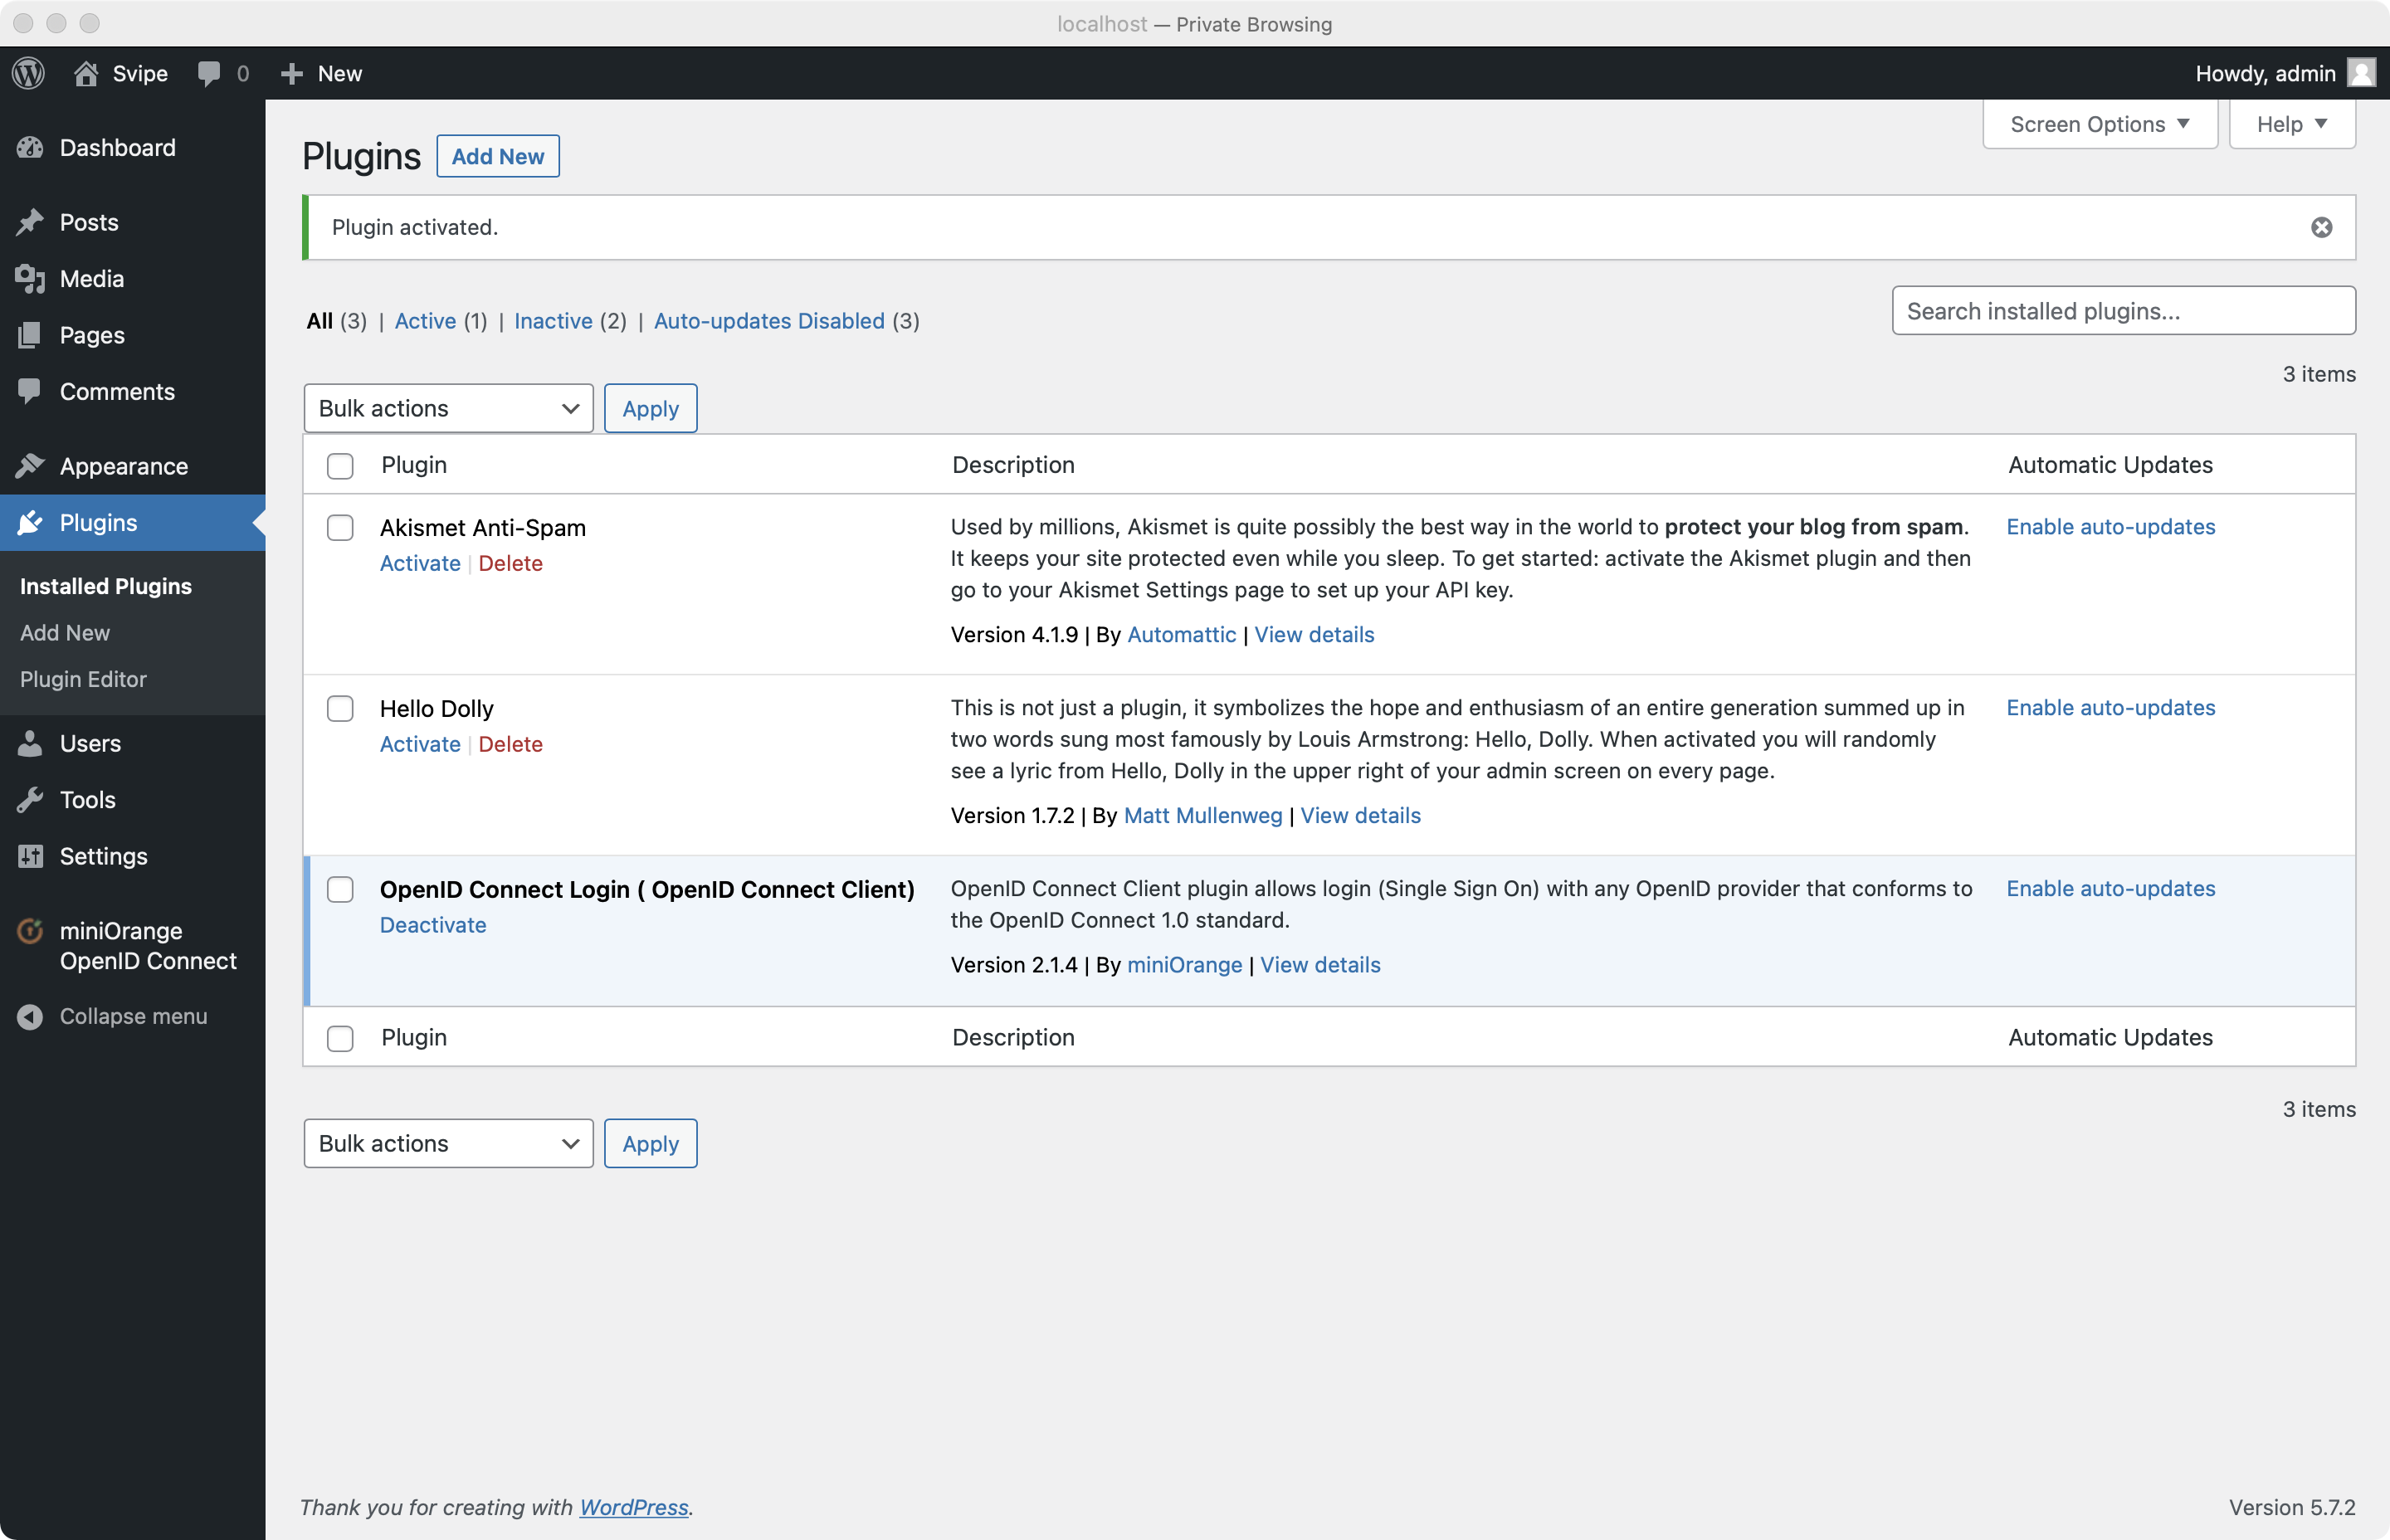 localhost — Private Browsing
Svipe 0 New Howdy, admin
Dashboard
Posts
Media
Pages
Comments
Appearance
Plugins
Installed Plugins
Add New
Plugin Editor
Users
Tools
Settings
miniOrange
OpenID Connect
Collapse menu
Screen Options Help
Plugins Add New
Plugin activated.
All (3) | Active (1) | Inactive (2) | Auto-updates Disabled (3)
Search installed plugins...
3 items
Bulk actions Apply
Plugin Description Automatic Updates
Akismet Anti-Spam
Activate | Delete
Used by millions, Akismet is quite possibly the best way in the world to protect your blog from spam.
It keeps your site protected even while you sleep. To get started: activate the Akismet plugin and then
go to your Akismet Settings page to set up your API key.
Version 4.1.9 | By Automattic | View details
Enable auto-updates
Hello Dolly
Activate | Delete
This is not just a plugin, it symbolizes the hope and enthusiasm of an entire generation summed up in
two words sung most famously by Louis Armstrong: Hello, Dolly. When activated you will randomly
see a lyric from Hello, Dolly in the upper right of your admin screen on every page.
Version 1.7.2 | By Matt Mullenweg | View details
Enable auto-updates
OpenID Connect Login ( OpenID Connect Client)
Deactivate
OpenID Connect Client plugin allows login (Single Sign On) with any OpenID provider that conforms to
the OpenID Connect 1.0 standard.
Version 2.1.4 | By miniOrange | View details
Enable auto-updates
Plugin Description Automatic Updates
3 items
Bulk actions Apply
Thank you for creating with WordPress.
Version 5.7.2